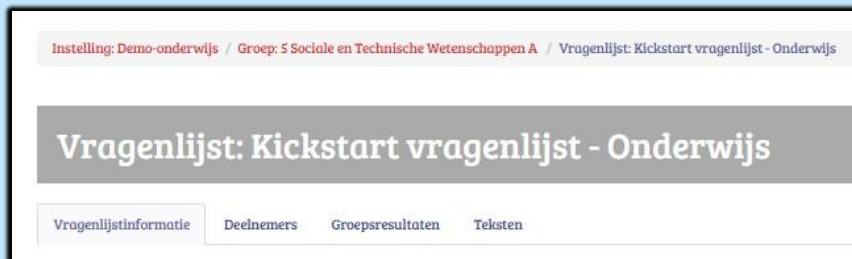 Instelling: Demo-onderwijs / Groep: 5 Sociale en Technische Wetenschappen A / Vragenlijst: Kickstart vragenlijst - Onderwijs
Vragenlijst: Kickstart vragenlijst - Onderwijs
Vragenlijstinformatie Deelnemers Groepsresultaten Teksten